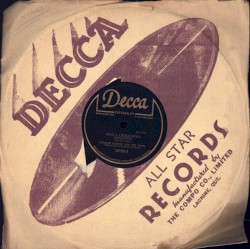 DECCA
Decca
ALL STAR
RECORDS
manufactured by
THE COMPO CO., LIMITED
LACHINE, QUE.